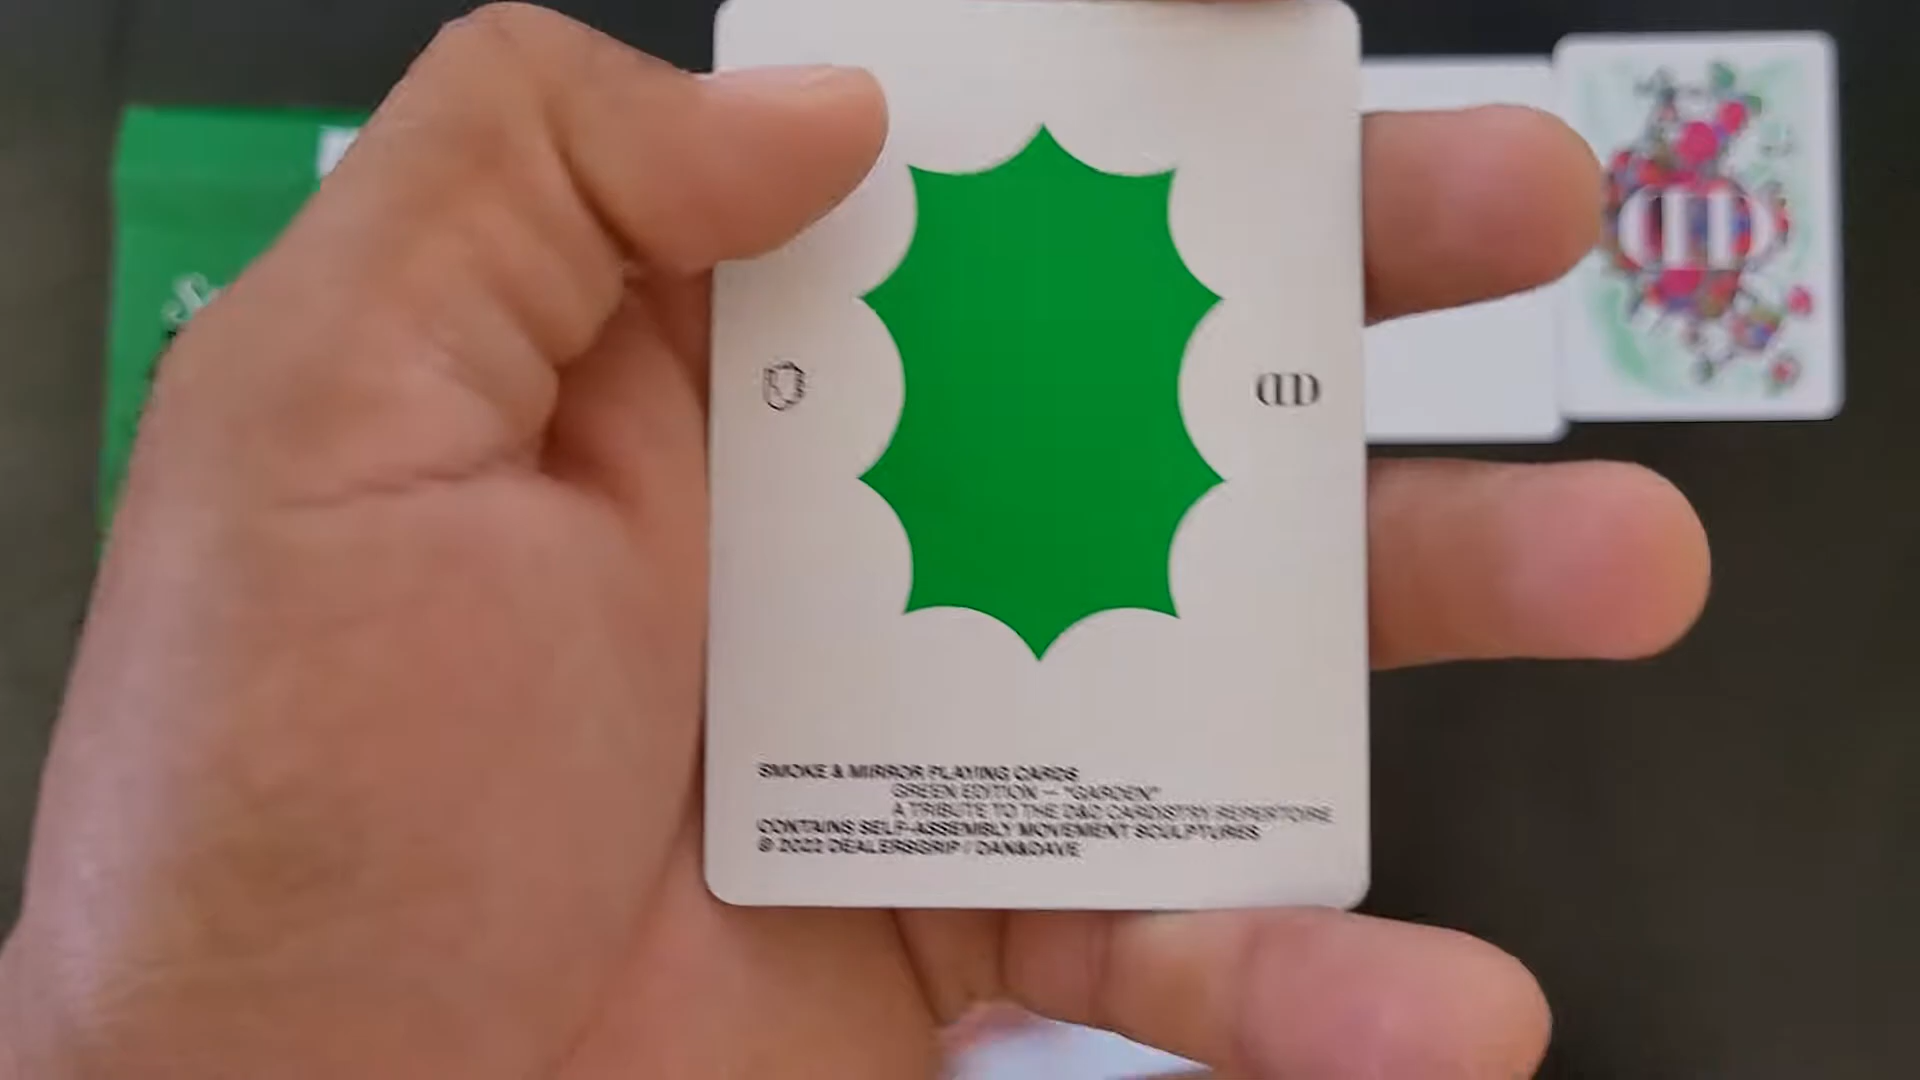 SMOKE & MIRROR PLAYING CARDS
GREEN EDITION — "GARDEN"
A TRIBUTE TO THE D&D CARDISTRY REPERTOIRE
CONTAINS SELF-ASSEMBLY MOVEMENT SCULPTURES
© 2022 DEALERSGRIP / DAN&DAVE